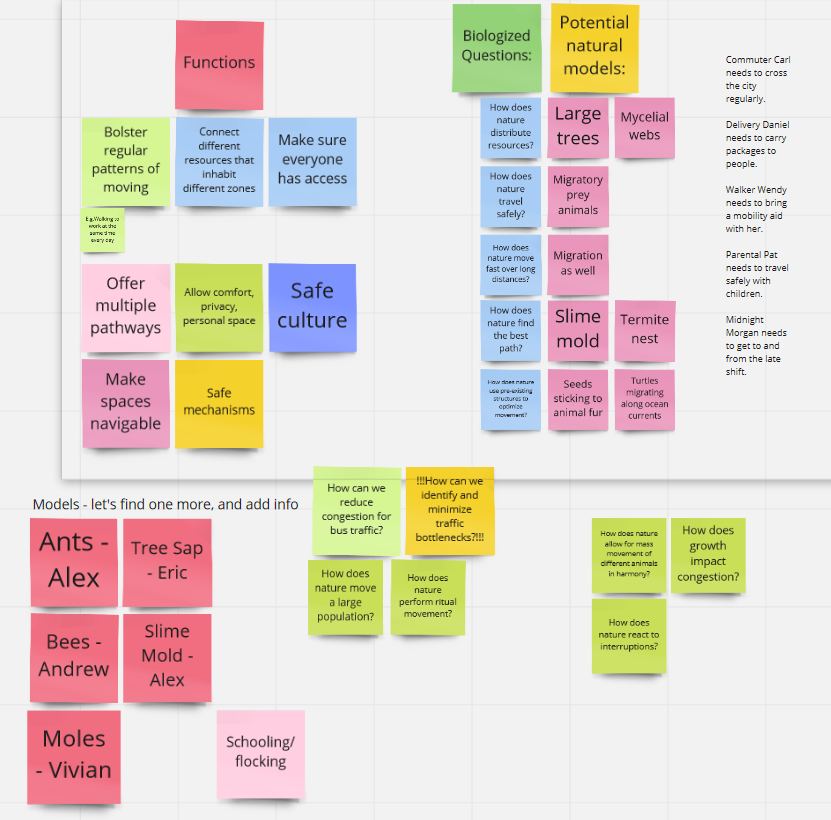 Functions
Bolster
regular
patterns of
moving
Connect
different
resources that
inhabit
different zones
Make sure
everyone
has access
E.g.Walking to
work at the
same time
every day
Offer
multiple
pathways
Allow comfort,
privacy,
personal space
Safe
culture
Make
spaces
navigable
Safe
mechanisms
Biologized
Questions:
Potential
natural
models:
How does
nature
distribute
resources?
Large
trees
Mycelial
webs
How does
nature
travel
safely?
Migratory
prey
animals
How does
nature move
fast over long
distances?
Migration
as well
How does
nature find
the best
path?
Slime
mold
Termite
nest
How does nature
use pre-existing
structures to
optimize
movement?
Seeds
sticking to
animal fur
Turtles
migrating
along ocean
currents
Commuter Carl
needs to cross
the city
regularly.
Delivery Daniel
needs to carry
packages to
people.
Walker Wendy
needs to bring
a mobility aid
with her.
Parental Pat
needs to travel
safely with
children.
Midnight
Morgan needs
to get to and
from the late
shift.
Models - let's find one more, and add info
Ants -
Alex
Tree Sap
- Eric
Bees -
Andrew
Slime
Mold -
Alex
Moles
- Vivian
Schooling/
flocking
How can we
reduce
congestion for
bus traffic?
!!!How can we
identify and
minimize
traffic
bottlenecks?!!!
How does
nature move
a large
population?
How does
nature
perform ritual
movement?
How does nature
allow for mass
movement of
different animals
in harmony?
How does
growth
impact
congestion?
How does
nature react to
interruptions?